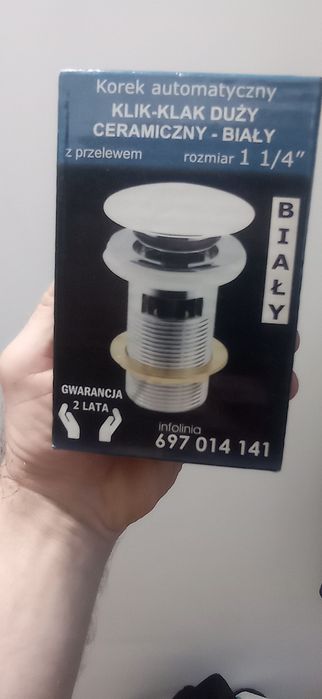 Korek automatyczny
KLIK-KLAK DUŻY
CERAMICZNY - BIAŁY
z przelewem rozmiar 1 1/4"
BIAŁY
GWARANCJA
2 LATA
infolinia
697 014 141